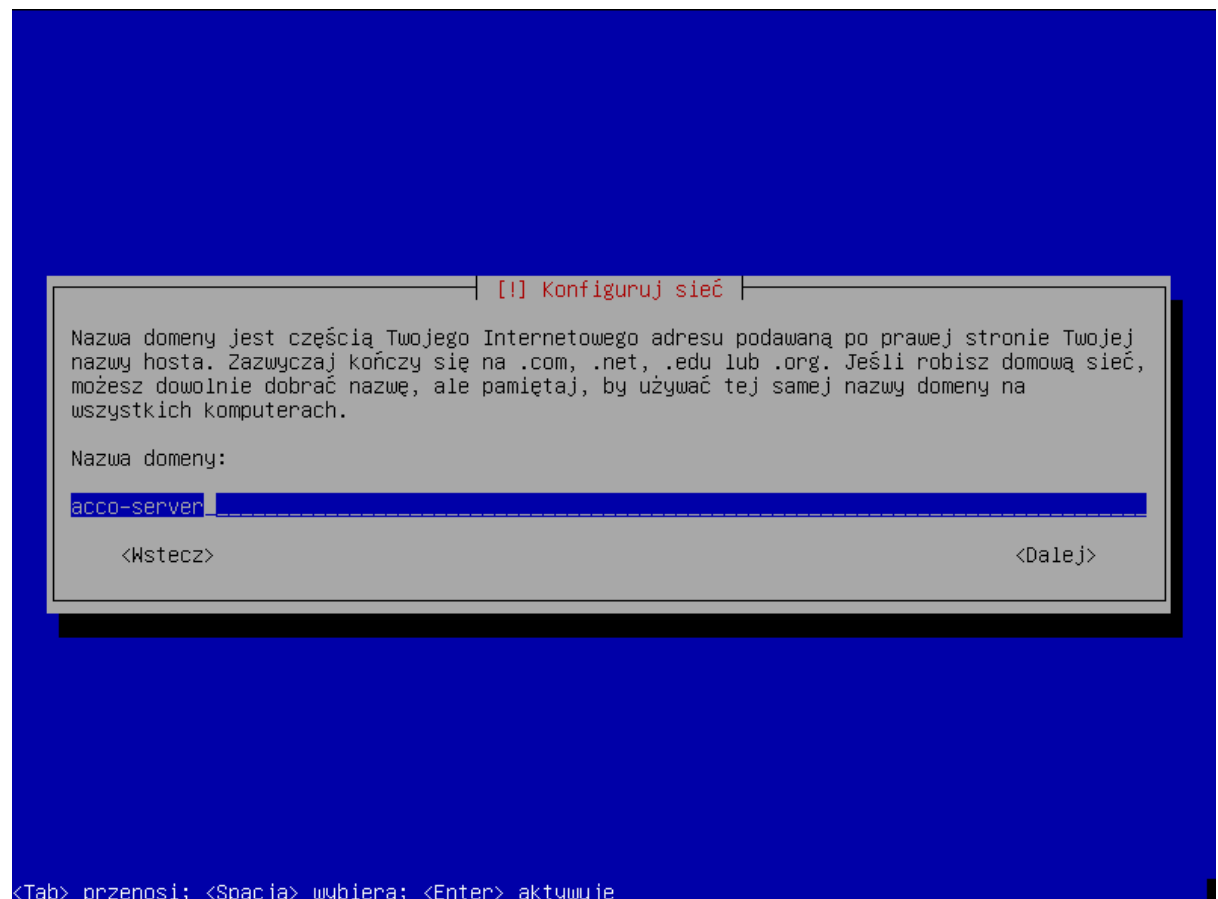 [!] Konfiguruj sieć
Nazwa domeny jest częścią Twojego Internetowego adresu podawaną po prawej stronie Twojej
nazwy hosta. Zazwyczaj kończy się na .com, .net, .edu lub .org. Jeśli robisz domową sieć,
możesz dowolnie dobrać nazwę, ale pamiętaj, by używać tej samej nazwy domeny na
wszystkich komputerach.
Nazwa domeny:
acco-server
<Wstecz> <Dalej>
<Tab> przenosi; <Spacja> wybiera; <Enter> aktywuje